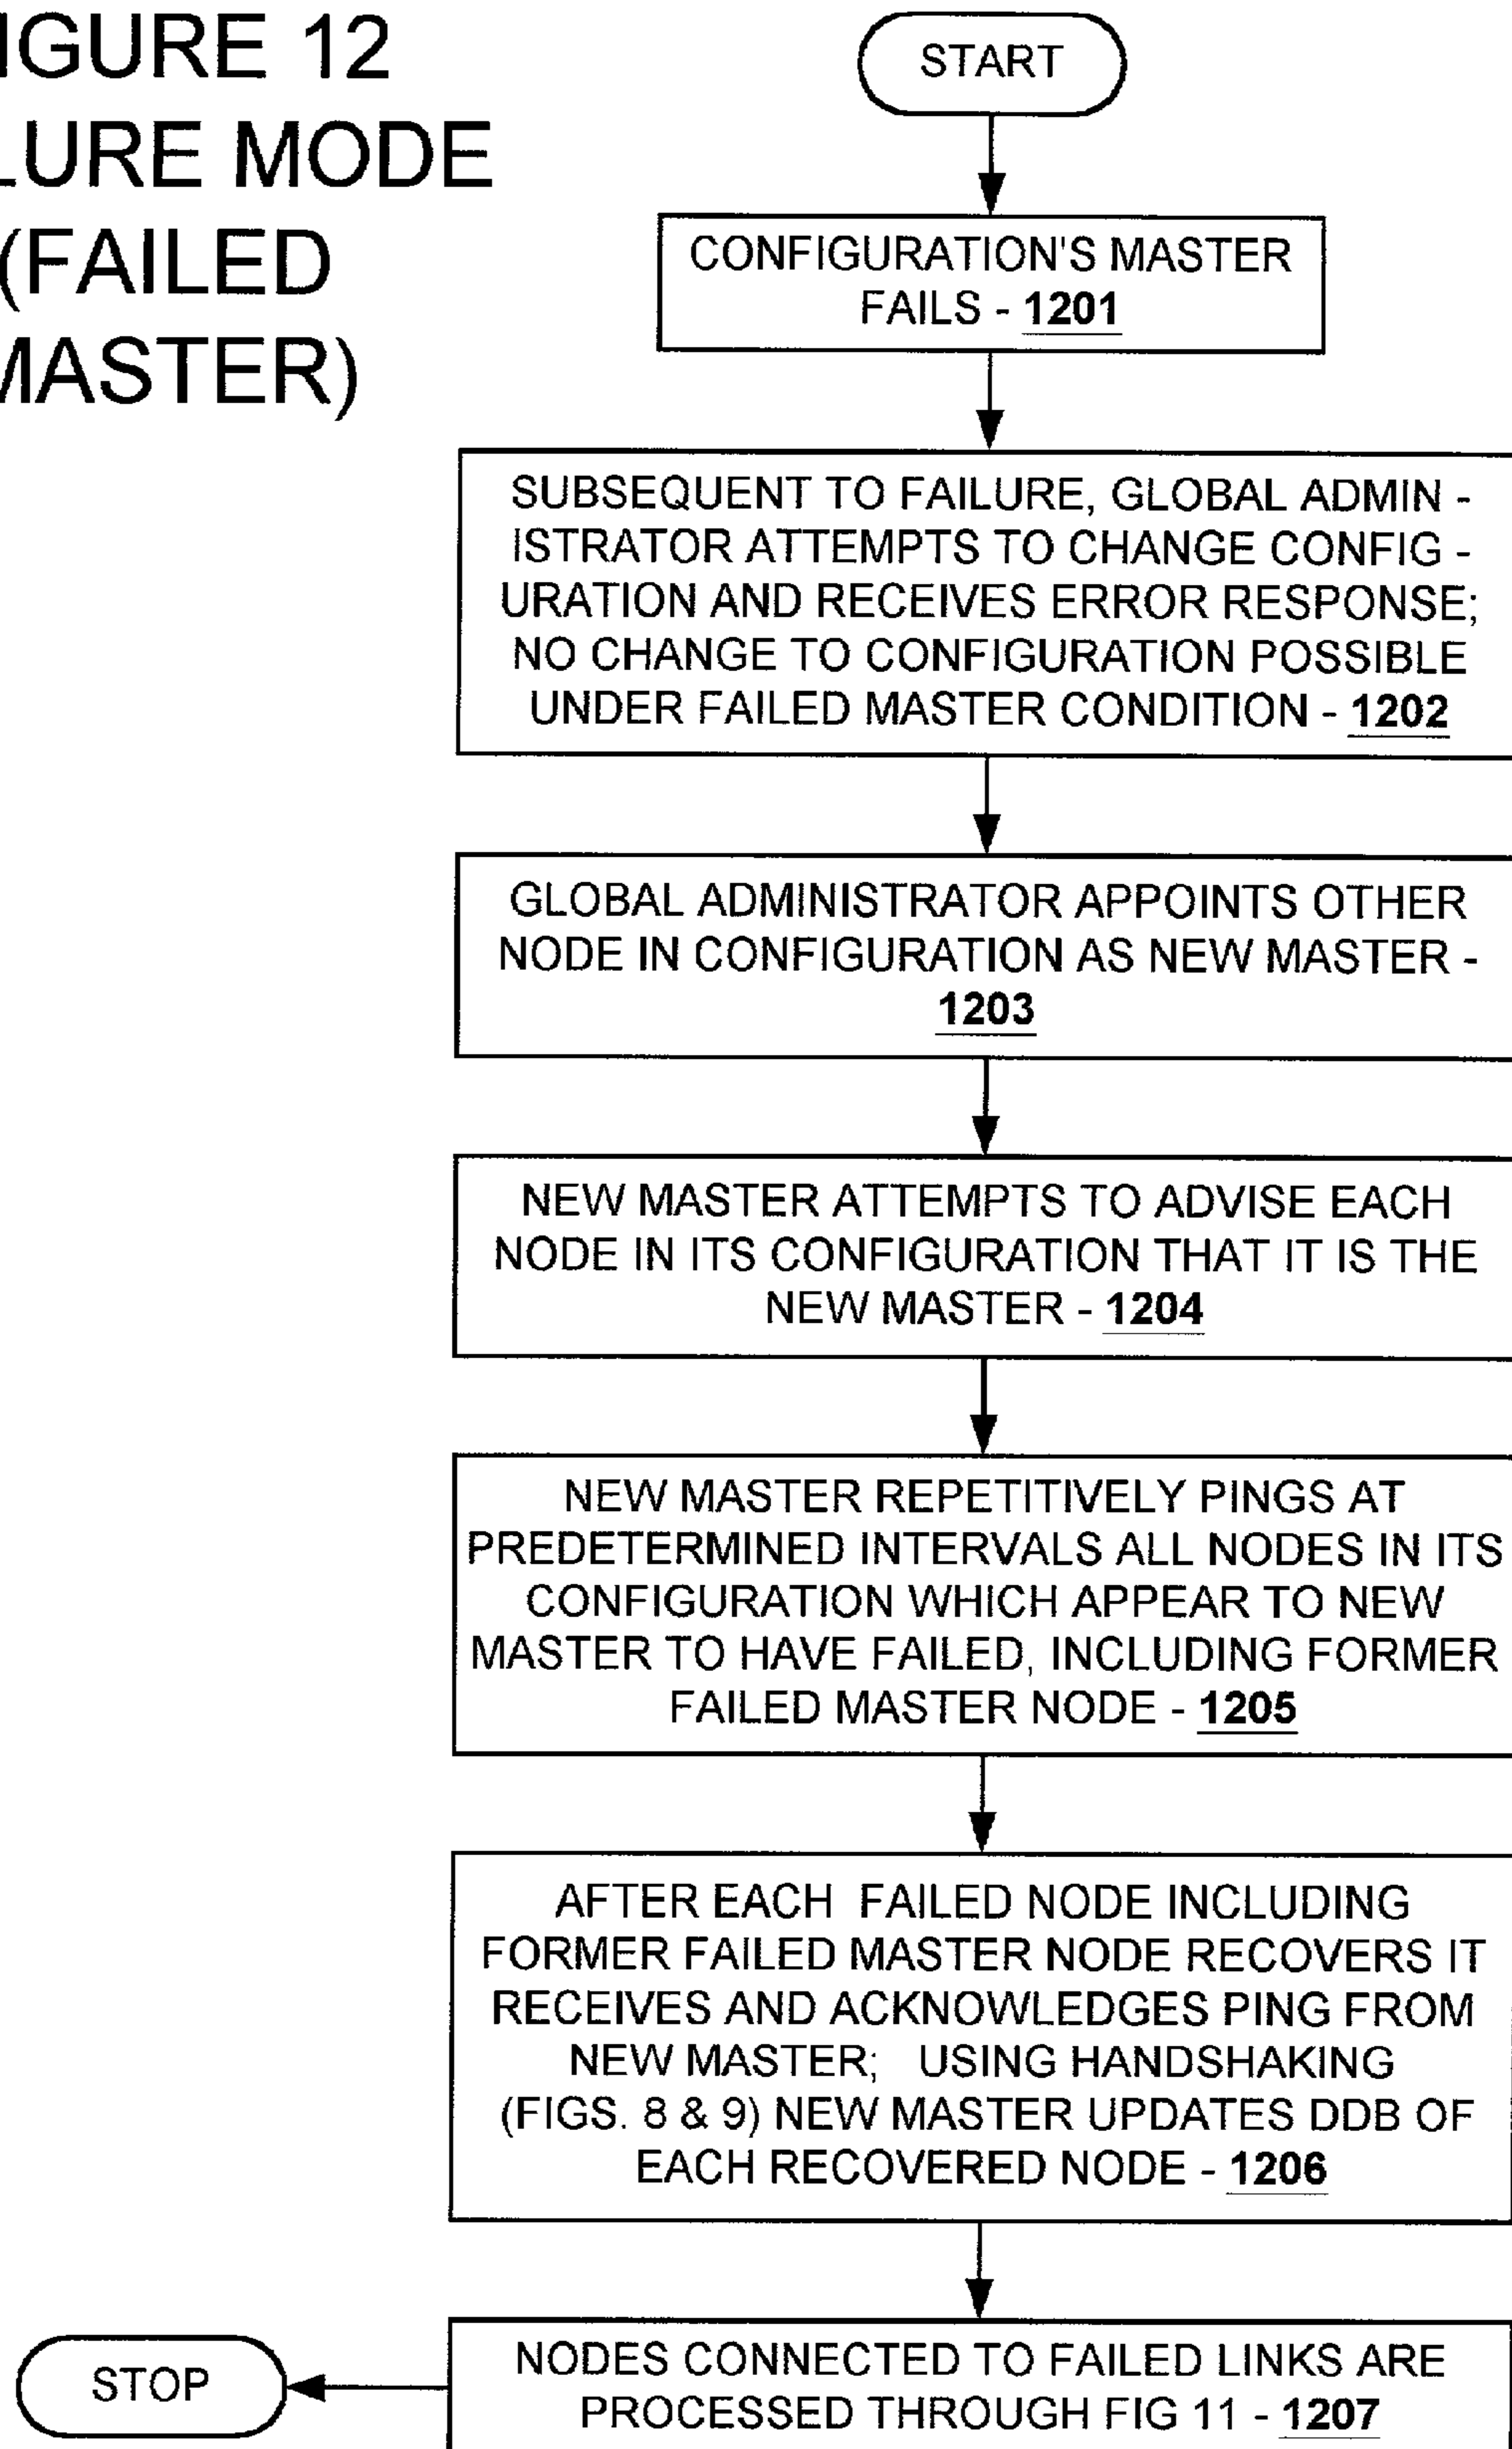 IGURE 12
LURE MODE
(FAILED
MASTER)
START
CONFIGURATION'S MASTER
FAILS - 1201
SUBSEQUENT TO FAILURE, GLOBAL ADMIN -
ISTRATOR ATTEMPTS TO CHANGE CONFIG -
URATION AND RECEIVES ERROR RESPONSE;
NO CHANGE TO CONFIGURATION POSSIBLE
UNDER FAILED MASTER CONDITION - 1202
GLOBAL ADMINISTRATOR APPOINTS OTHER
NODE IN CONFIGURATION AS NEW MASTER -
1203
NEW MASTER ATTEMPTS TO ADVISE EACH
NODE IN ITS CONFIGURATION THAT IT IS THE
NEW MASTER - 1204
NEW MASTER REPETITIVELY PINGS AT
PREDETERMINED INTERVALS ALL NODES IN ITS
CONFIGURATION WHICH APPEAR TO NEW
MASTER TO HAVE FAILED, INCLUDING FORMER
FAILED MASTER NODE - 1205
AFTER EACH FAILED NODE INCLUDING
FORMER FAILED MASTER NODE RECOVERS IT
RECEIVES AND ACKNOWLEDGES PING FROM
NEW MASTER; USING HANDSHAKING
(FIGS. 8 & 9) NEW MASTER UPDATES DDB OF
EACH RECOVERED NODE - 1206
NODES CONNECTED TO FAILED LINKS ARE
PROCESSED THROUGH FIG 11 - 1207
STOP